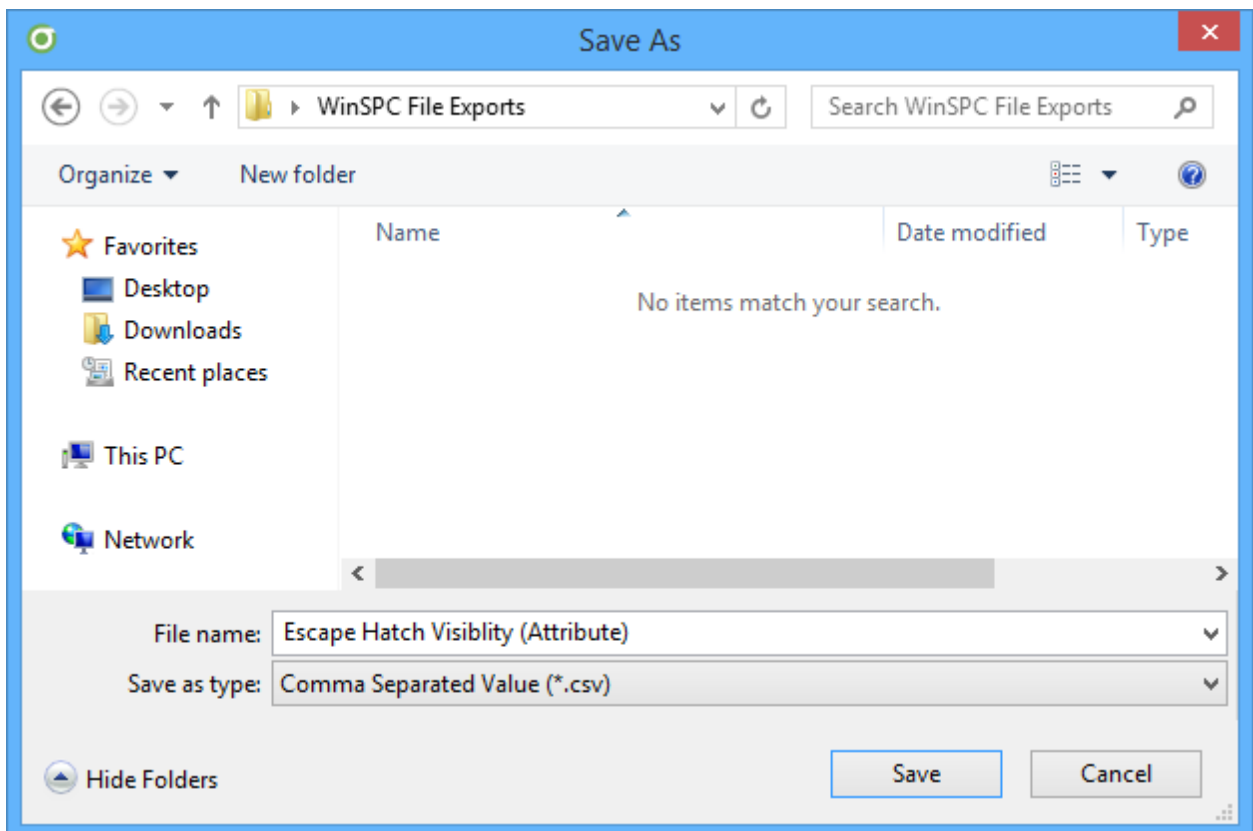 Save As
WinSPC File Exports
Search WinSPC File Exports
Organize
New folder
Favorites
Desktop
Downloads
Recent places
This PC
Network
Name
Date modified
Type
No items match your search.
File name: Escape Hatch Visiblity (Attribute)
Save as type: Comma Separated Value (*.csv)
Hide Folders
Save
Cancel